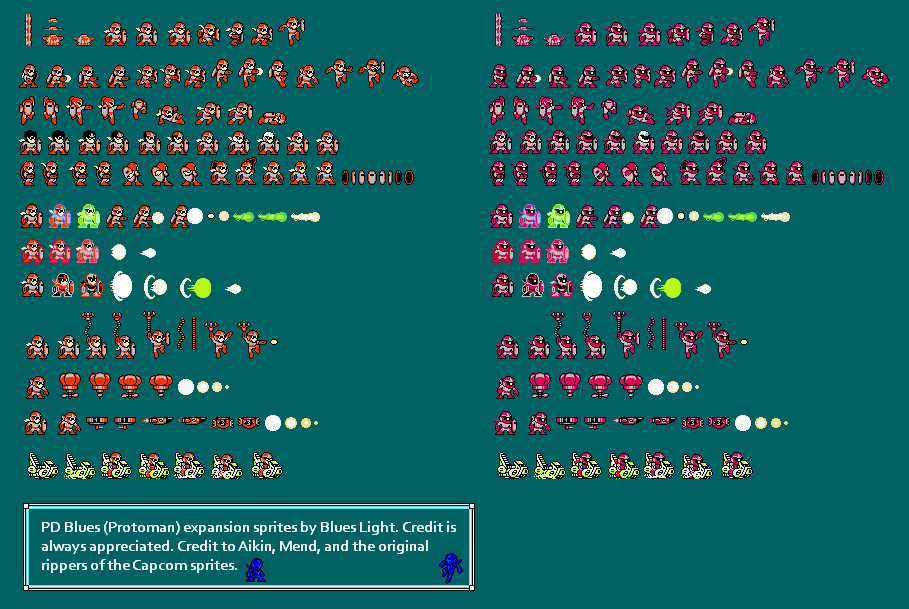 PD Blues (Protoman) expansion sprites by Blues Light. Credit is
always appreciated. Credit to Aikin, Mend, and the original
rippers of the Capcom sprites.